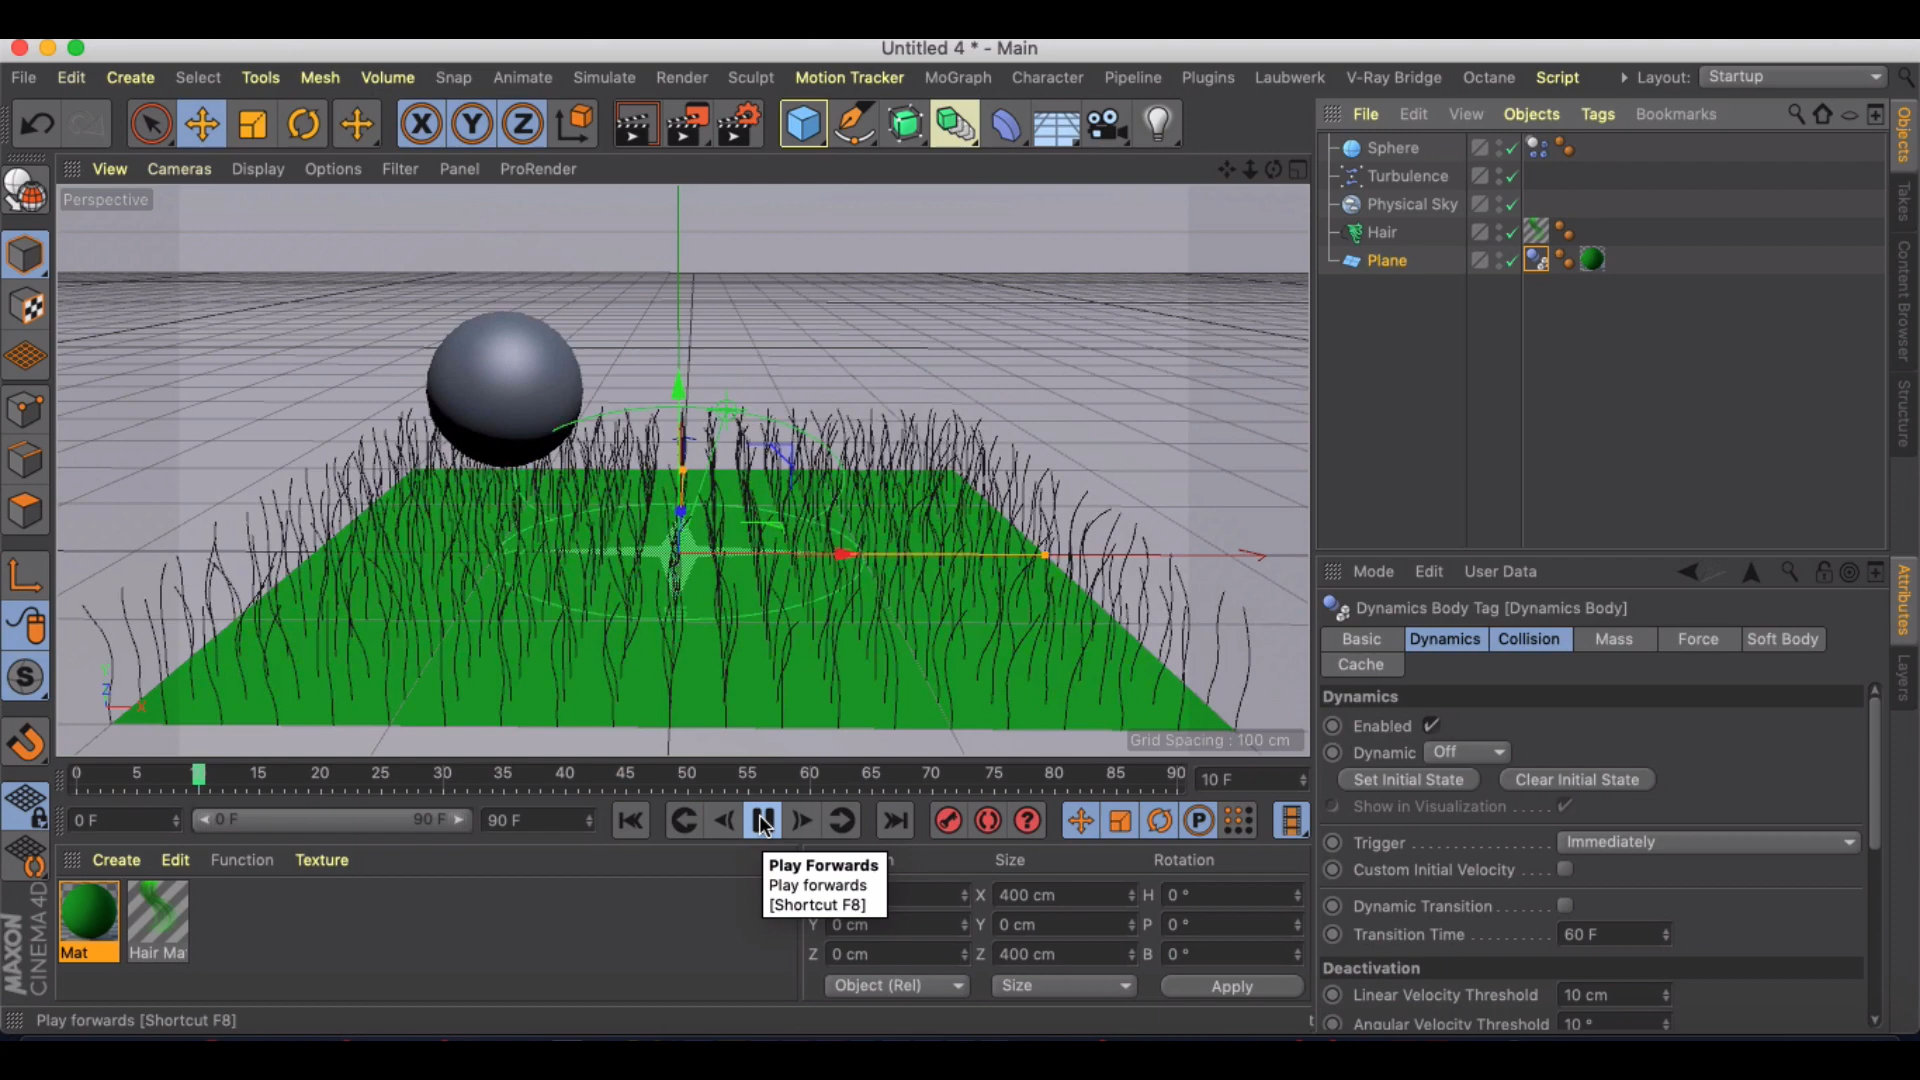 Untitled 4 * - Main
File Edit Create Select Tools Mesh Volume Snap Animate Simulate Render Sculpt Motion Tracker MoGraph Character Pipeline Plugins Laubwerk V-Ray Bridge Octane Script Layout: Startup
X Y Z
File Edit View Objects Tags Bookmarks
View Cameras Display Options Filter Panel ProRender
Perspective
Sphere
Turbulence
Physical Sky
Hair
Plane
Objects
Takes
Content Browser
Structure
Mode Edit User Data
Attributes
Layers
Dynamics Body Tag [Dynamics Body]
Basic Dynamics Collision Mass Force Soft Body
Cache
Dynamics
Enabled
Dynamic Off
Set Initial State Clear Initial State
Show in Visualization
Trigger Immediately
Custom Initial Velocity
Dynamic Transition
Transition Time 60 F
Deactivation
Linear Velocity Threshold 10 cm
Angular Velocity Threshold 10 °
Y
Z X
Grid Spacing : 100 cm
0 5 15 20 25 30 35 40 45 50 55 60 65 70 75 80 85 90 10 F
0 F 0 F 90 F 90 F
S
P
Create Edit Function Texture
Size Rotation
Play Forwards
Play forwards
[Shortcut F8]
X 400 cm H 0 °
Y 0 cm Y 0 cm P 0 °
Z 0 cm Z 400 cm B 0 °
Object (Rel) Size Apply
Mat Hair Ma
MAXON
CINEMA 4D
Play forwards [Shortcut F8]